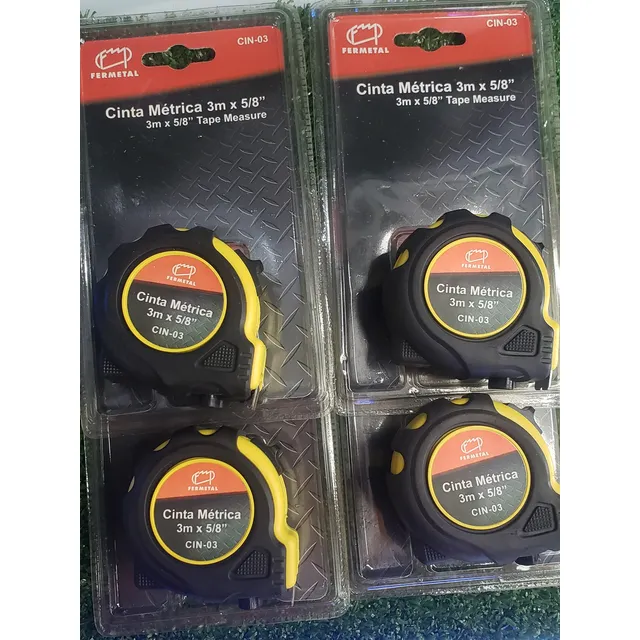 FERMETAL
CIN-03
Cinta Métrica 3m x 5/8”
3m x 5/8” Tape Measure
FERMETAL
CIN-03
Cinta Métrica 3m x 5/8”
3m x 5/8” Tape Measure
FERMETAL
Cinta Métrica
3m x 5/8”
CIN-03
FERMETAL
Cinta Métrica
3m x 5/8”
CIN-03
FERMETAL
Cinta Métrica
3m x 5/8”
CIN-03
FERMETAL
Cinta Métrica
3m x 5/8”
CIN-03